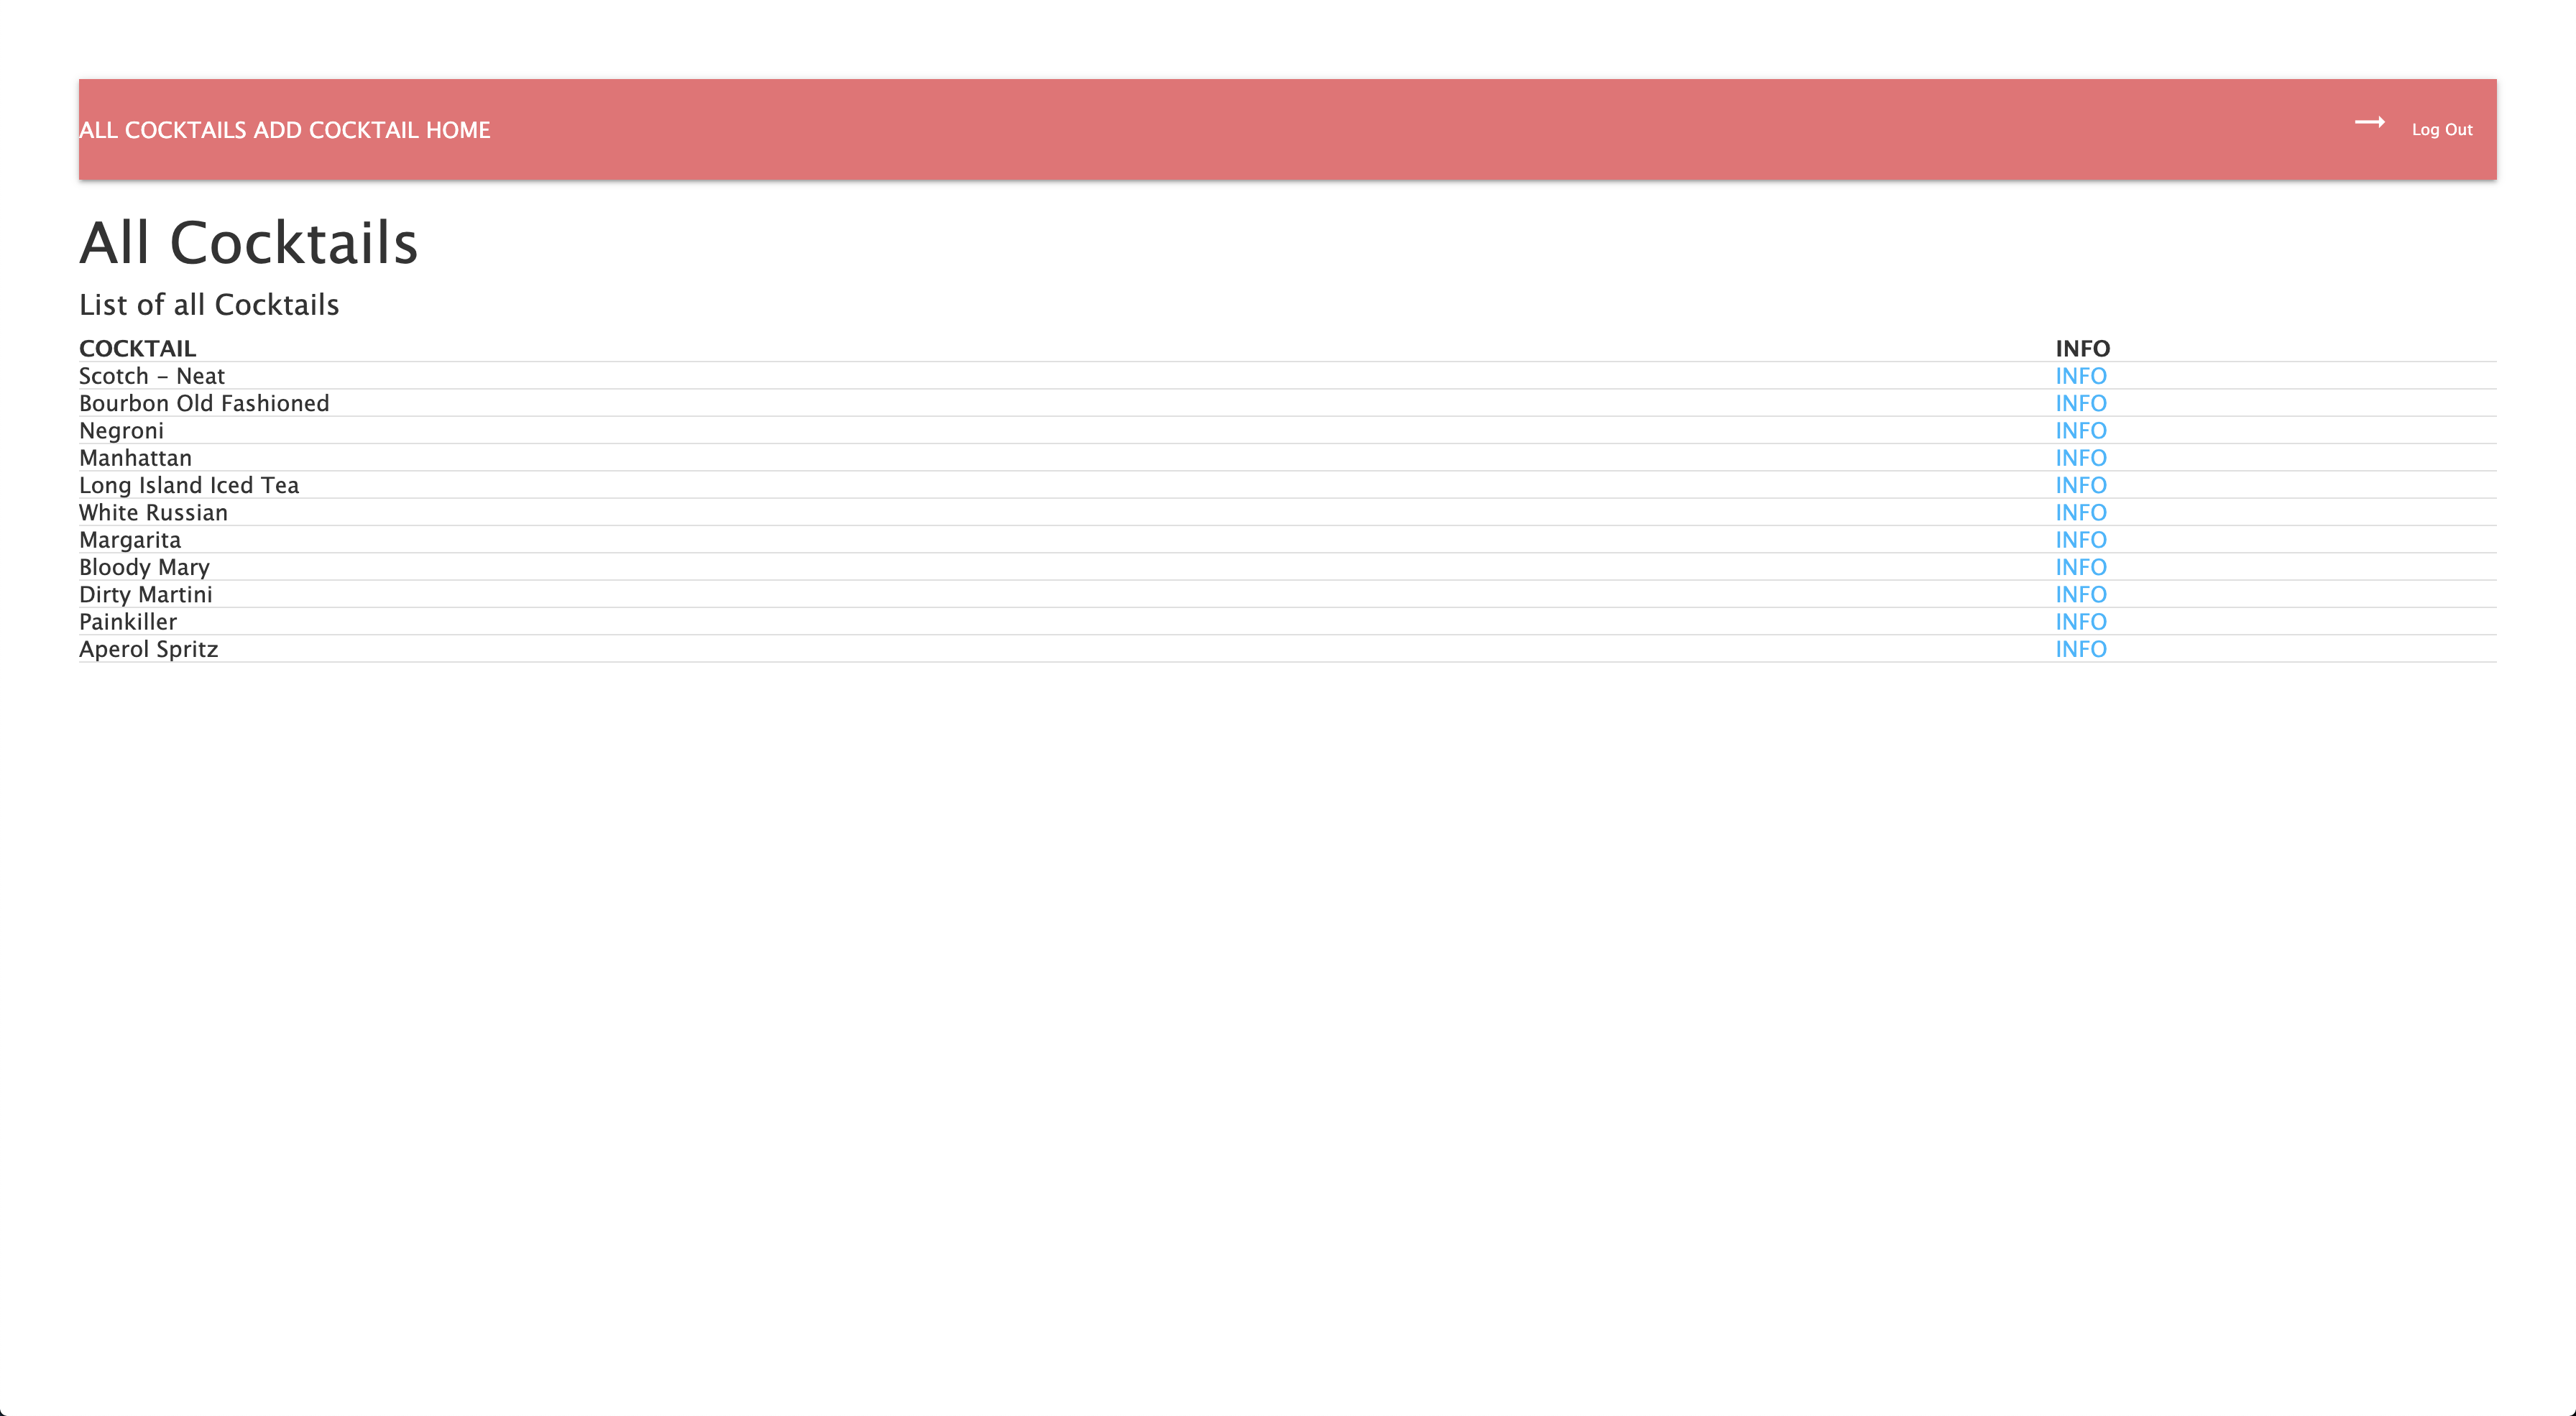 ALL COCKTAILS ADD COCKTAIL HOME Log Out
All Cocktails
List of all Cocktails
COCKTAIL INFO
Scotch - Neat INFO
Bourbon Old Fashioned INFO
Negroni INFO
Manhattan INFO
Long Island Iced Tea INFO
White Russian INFO
Margarita INFO
Bloody Mary INFO
Dirty Martini INFO
Painkiller INFO
Aperol Spritz INFO